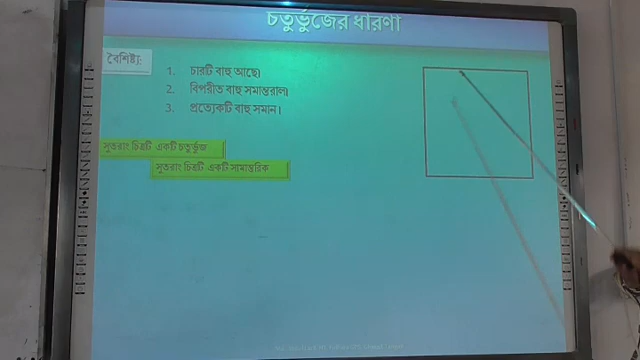 চতুর্ভুজের ধারণা
বৈশিষ্ট্য:
1. চারটি বাহু আছে।
2. বিপরীত বাহু সমান্তরাল।
3. প্রত্যেকটি বাহু সমান।
সুতরাং চিত্রটি একটি চতুর্ভুজ
সুতরাং চিত্রটি একটি সামান্তরিক